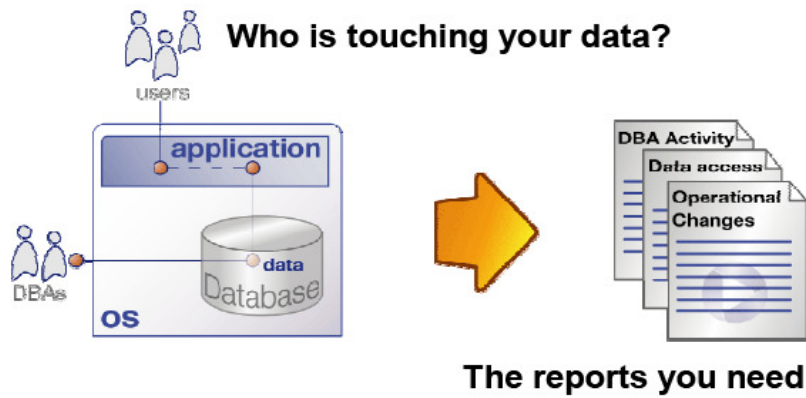 Who is touching your data?
users
application
data
Database
DBAs
OS
DBA Activity
Data access
Operational
Changes
The reports you need